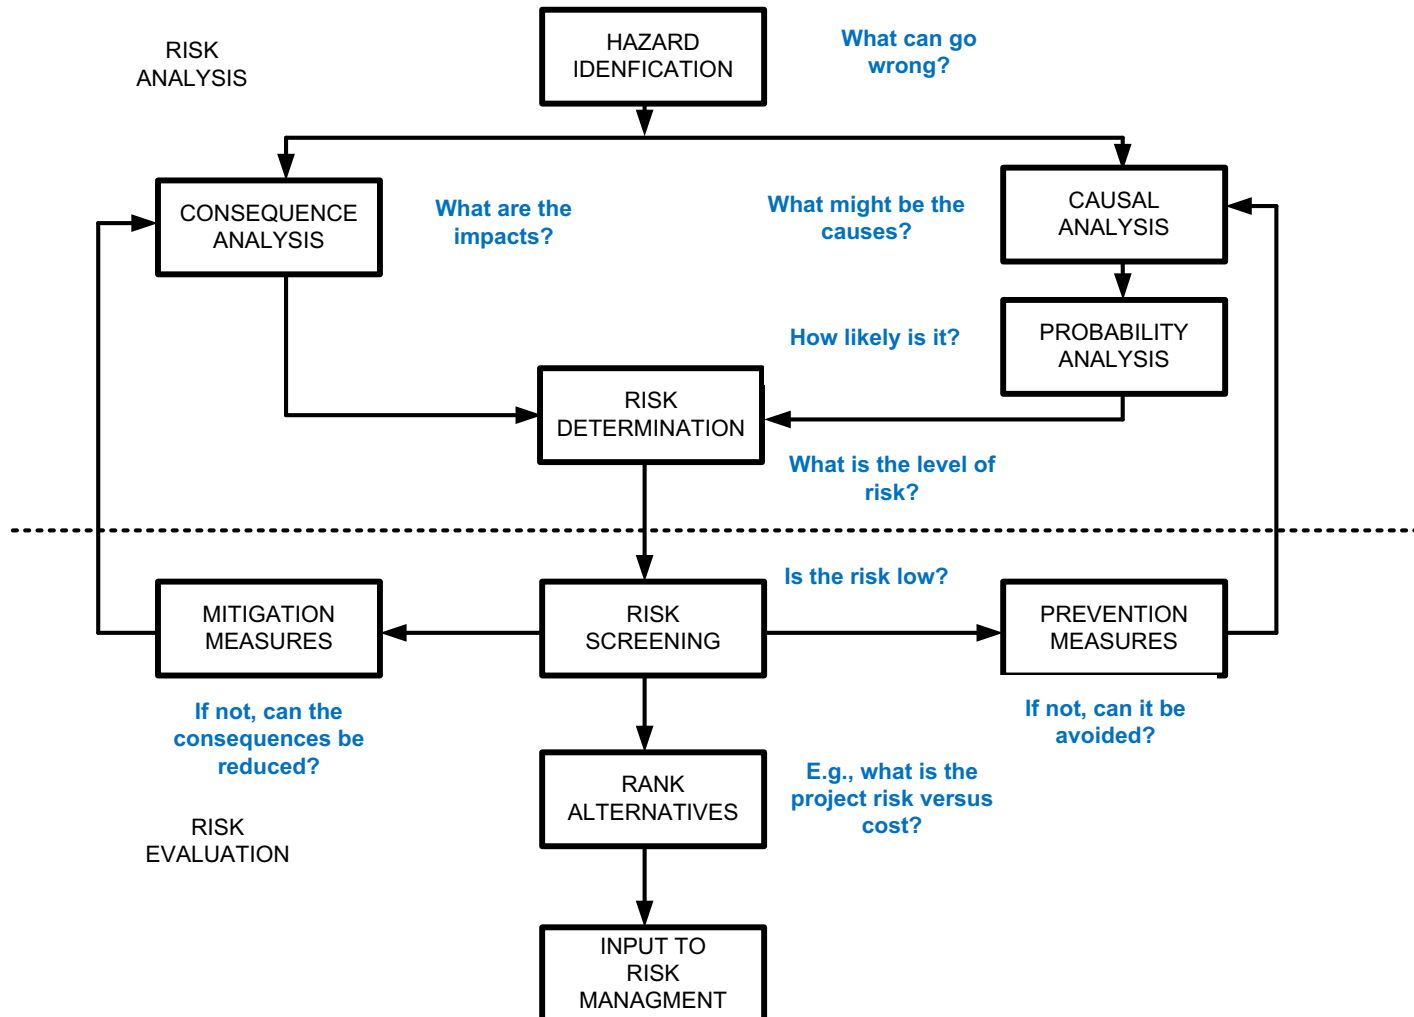 RISK
ANALYSIS
HAZARD
IDENFICATION
What can go
wrong?
CONSEQUENCE
ANALYSIS
What are the
impacts?
What might be the
causes?
CAUSAL
ANALYSIS
How likely is it?
PROBABILITY
ANALYSIS
RISK
DETERMINATION
What is the level of
risk?
Is the risk low?
MITIGATION
MEASURES
RISK
SCREENING
PREVENTION
MEASURES
If not, can the
consequences be
reduced?
If not, can it be
avoided?
RANK
ALTERNATIVES
E.g., what is the
project risk versus
cost?
RISK
EVALUATION
INPUT TO
RISK
MANAGMENT